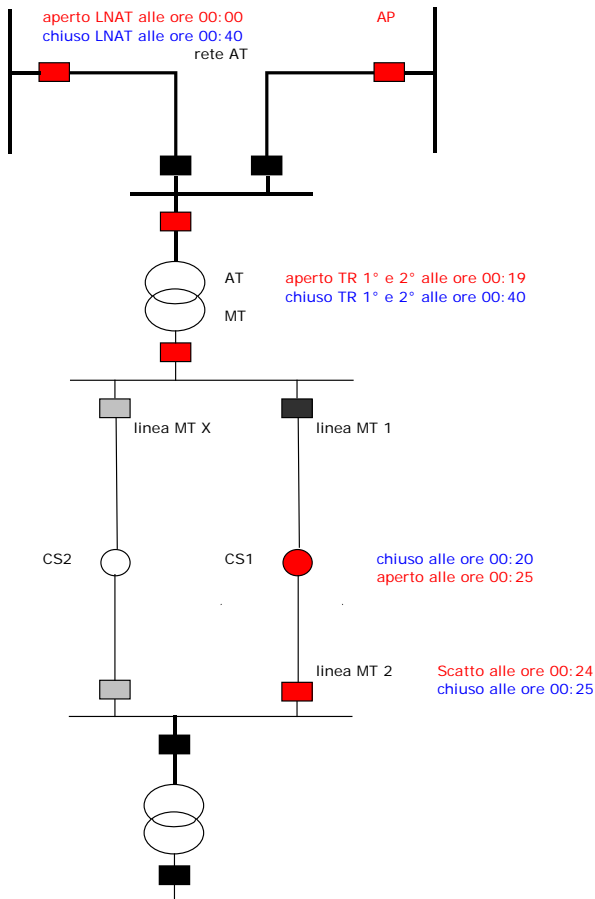 aperto LNAT alle ore 00:00
AP
chiuso LNAT alle ore 00:40
rete AT
AT
aperto TR 1° e 2° alle ore 00:19
chiuso TR 1° e 2° alle ore 00:40
MT
linea MT X
linea MT 1
CS2
CS1
chiuso alle ore 00:20
aperto alle ore 00:25
linea MT 2
Scatto alle ore 00:24
chiuso alle ore 00:25